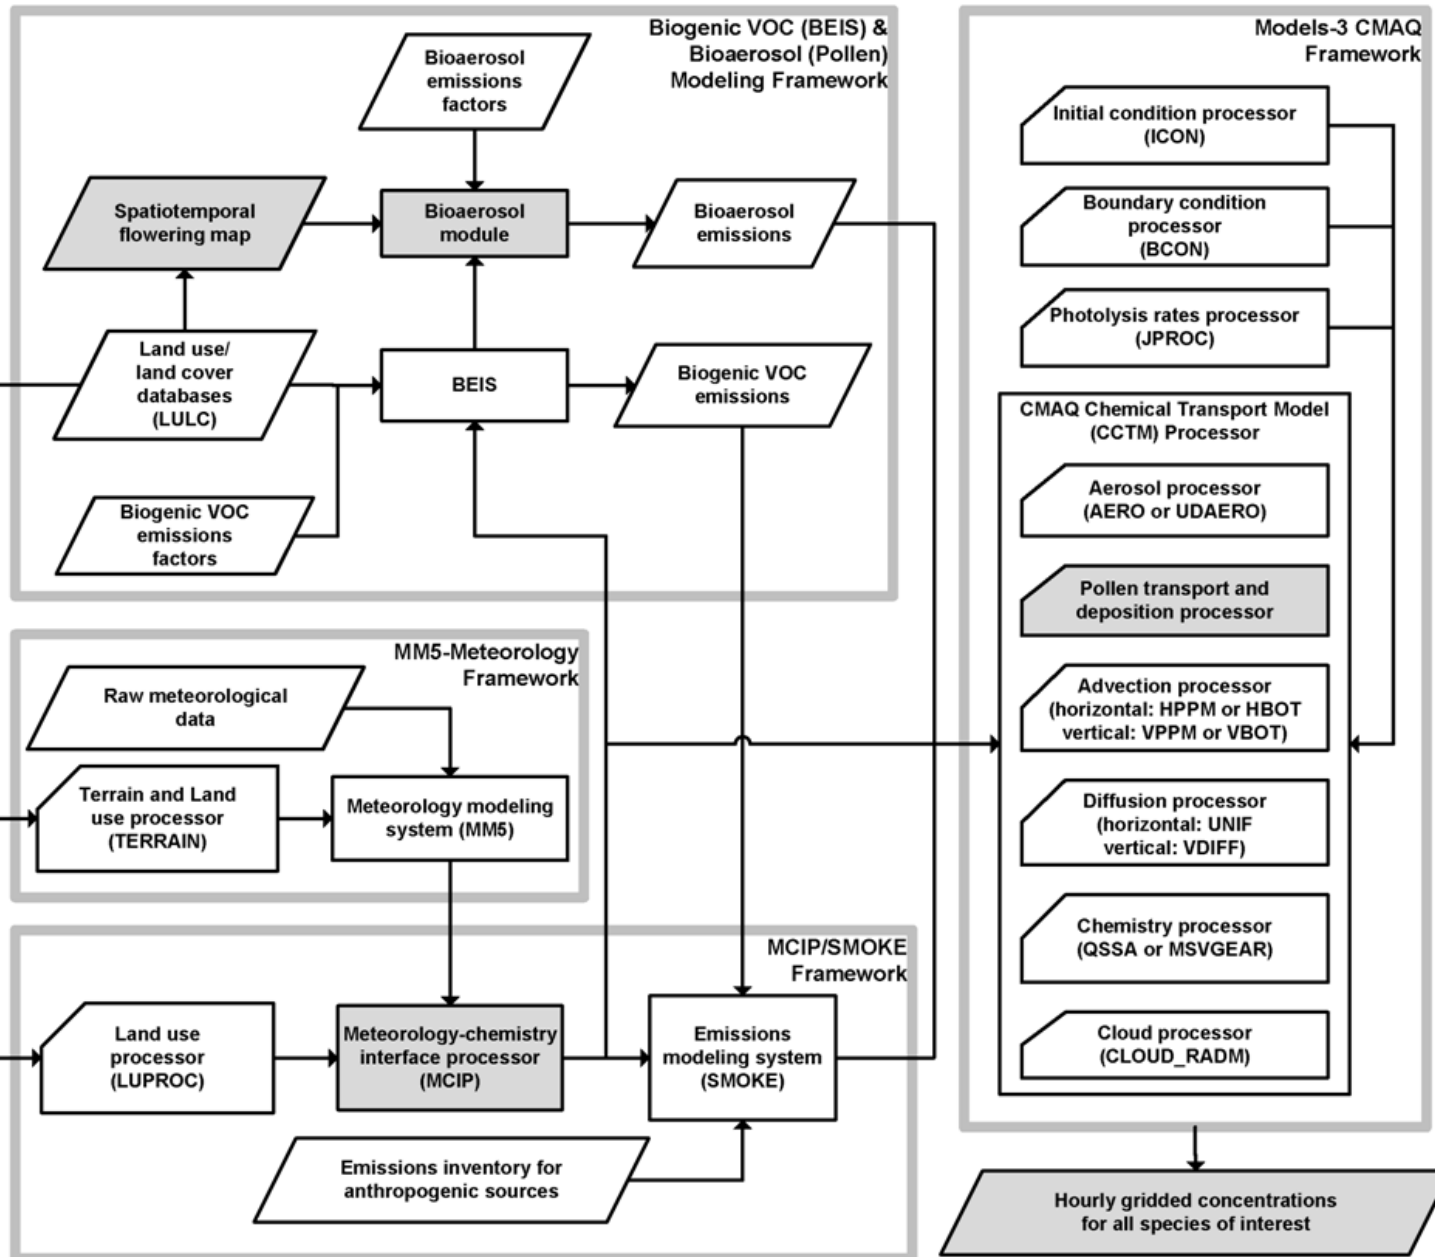 Biogenic VOC (BEIS) &
Bioaerosol (Pollen)
Modeling Framework
Bioaerosol
emissions
factors
Spatiotemporal
flowering map
Bioaerosol
module
Bioaerosol
emissions
Land use/
land cover
databases
(LULC)
BEIS
Biogenic VOC
emissions
Biogenic VOC
emissions
factors
MM5-Meteorology
Framework
Raw meteorological
data
Terrain and Land
use processor
(TERRAIN)
Meteorology modeling
system (MM5)
MCIP/SMOKE
Framework
Land use
processor
(LUPROC)
Meteorology-chemistry
interface processor
(MCIP)
Emissions
modeling system
(SMOKE)
Emissions inventory for
anthropogenic sources
Models-3 CMAQ
Framework
Initial condition processor
(ICON)
Boundary condition
processor
(BCON)
Photolysis rates processor
(JPROC)
CMAQ Chemical Transport Model
(CCTM) Processor
Aerosol processor
(AERO or UDAERO)
Pollen transport and
deposition processor
Advection processor
(horizontal: HPPM or HBOT
vertical: VPPM or VBOT)
Diffusion processor
(horizontal: UNIF
vertical: VDIFF)
Chemistry processor
(QSSA or MSVGEAR)
Cloud processor
(CLOUD_RADM)
Hourly gridded concentrations
for all species of interest